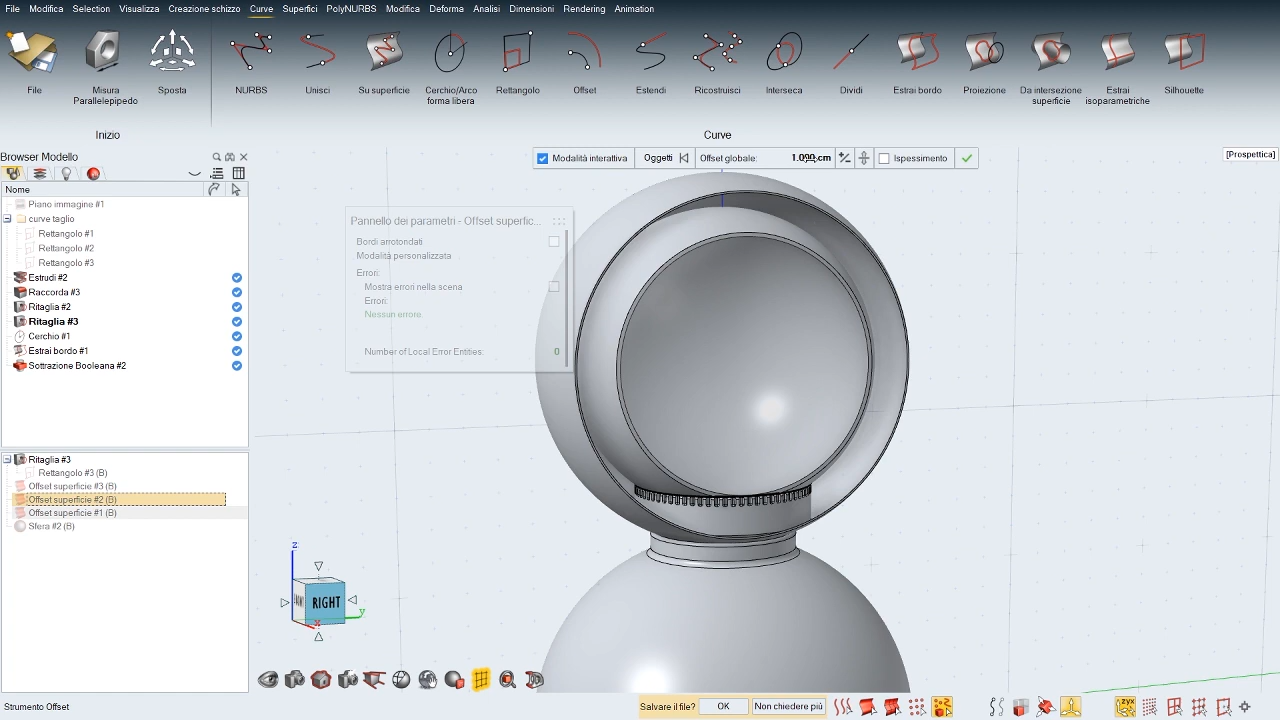 File Modifica Selection Visualizza Creazione schizzo Curve Superfici PolyNURBS Modifica Deforma Analisi Dimensioni Rendering Animation
File
Misura Parallelepipedo
Sposta
NURBS
Unisci
Su superficie
Cerchio/Arco forma libera
Rettangolo
Offset
Estendi
Ricostruisci
Interseca
Dividi
Estrai bordo
Proiezione
Da intersezione superficie
Estrai isoparametriche
Silhouette
Inizio
Curve
Browser Modello
Modalità interattiva Oggetti Offset globale: Ispessimento
[Prospettica]
Nome
Piano immagine #1
curve taglio
Rettangolo #1
Rettangolo #2
Rettangolo #3
Estrudi #2
Raccorda #3
Ritaglia #2
Ritaglia #3
Cerchio #1
Estrai bordo #1
Sottrazione Booleana #2
Pannello dei parametri - Offset superfic...
Bordi arrotondati
Modalità personalizzata
Errori:
Mostra errori nella scena
Errori:
Nessun errore
Number of Local Error Entities: 0
Ritaglia #3
Rettangolo #3 (B)
Offset superficie #3 (B)
Offset superficie #2 (B)
Offset superficie #1 (B)
Sfera #2 (B)
z
RIGHT
y
x
Strumento Offset
Salvare il file? OK Non chiedere più